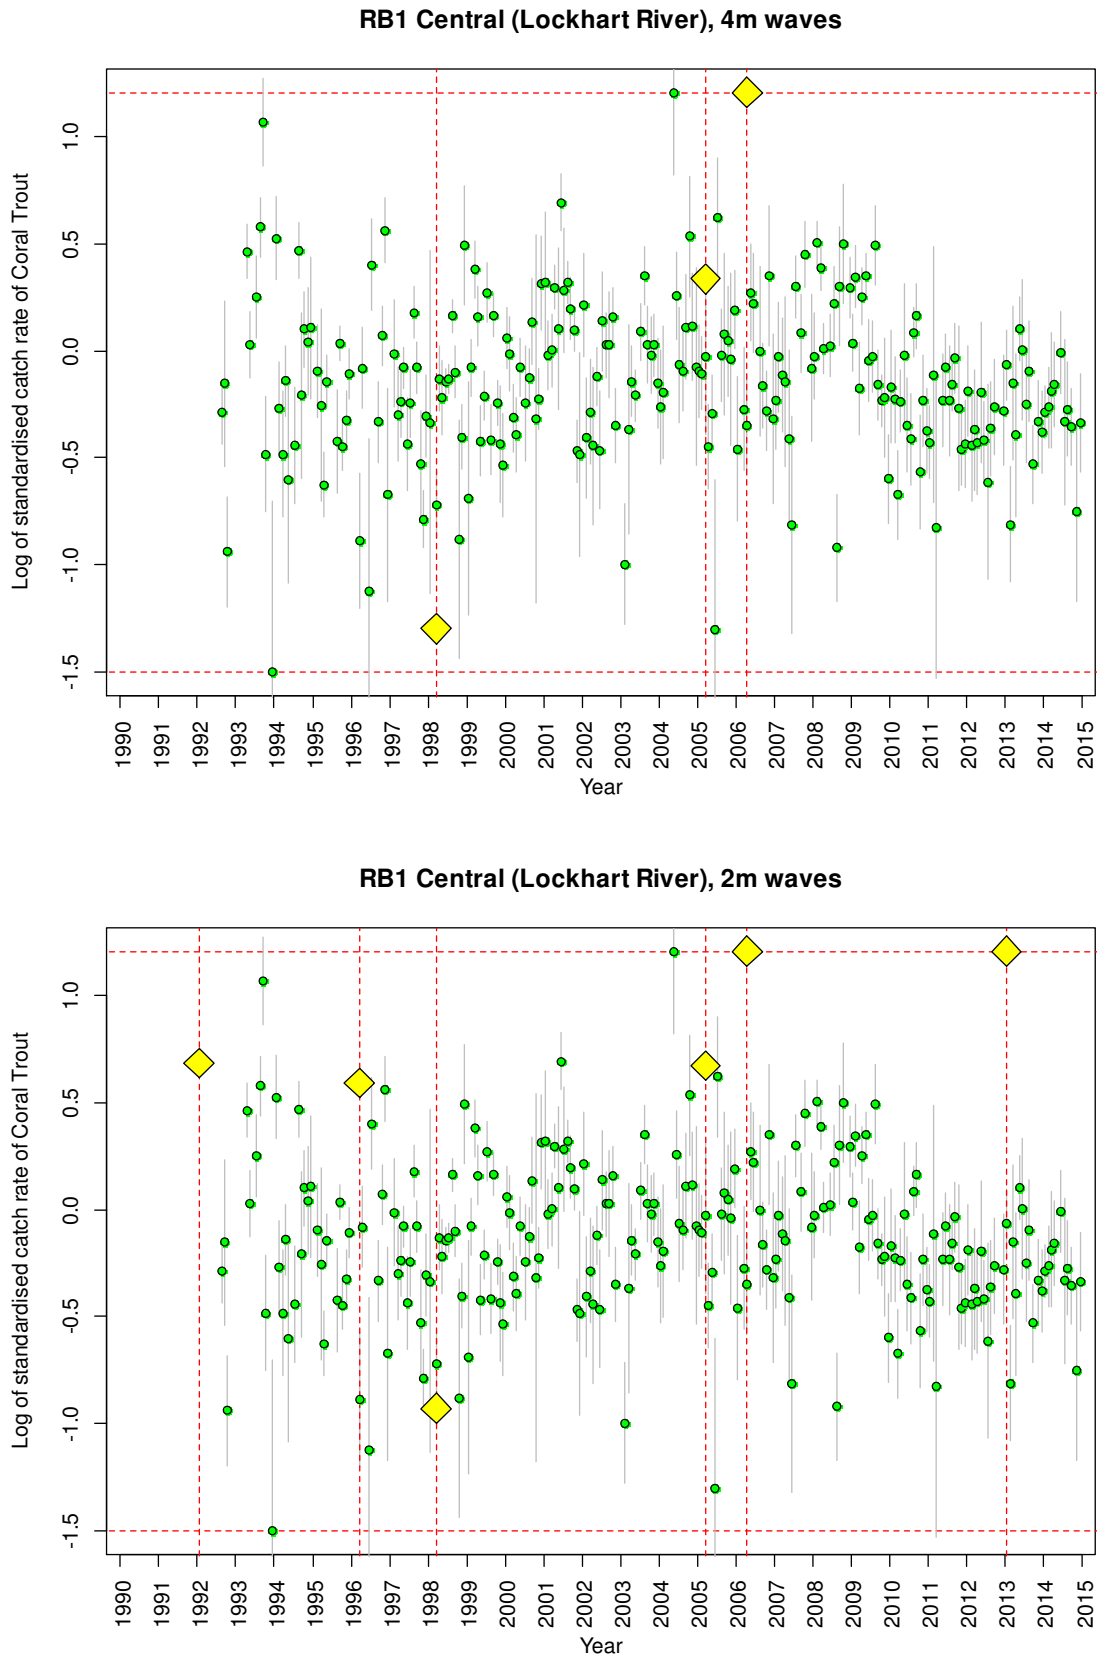 RB1 Central (Lockhart River), 4m waves
Log of standardised catch rate of Coral Trout
1.0
0.5
0.0
-0.5
-1.0
-1.5
1990 1991 1992 1993 1994 1995 1996 1997 1998 1999 2000 2001 2002 2003 2004 2005 2006 2007 2008 2009 2010 2011 2012 2013 2014 2015
Year
RB1 Central (Lockhart River), 2m waves
Log of standardised catch rate of Coral Trout
1.0
0.5
0.0
-0.5
-1.0
-1.5
1990 1991 1992 1993 1994 1995 1996 1997 1998 1999 2000 2001 2002 2003 2004 2005 2006 2007 2008 2009 2010 2011 2012 2013 2014 2015
Year